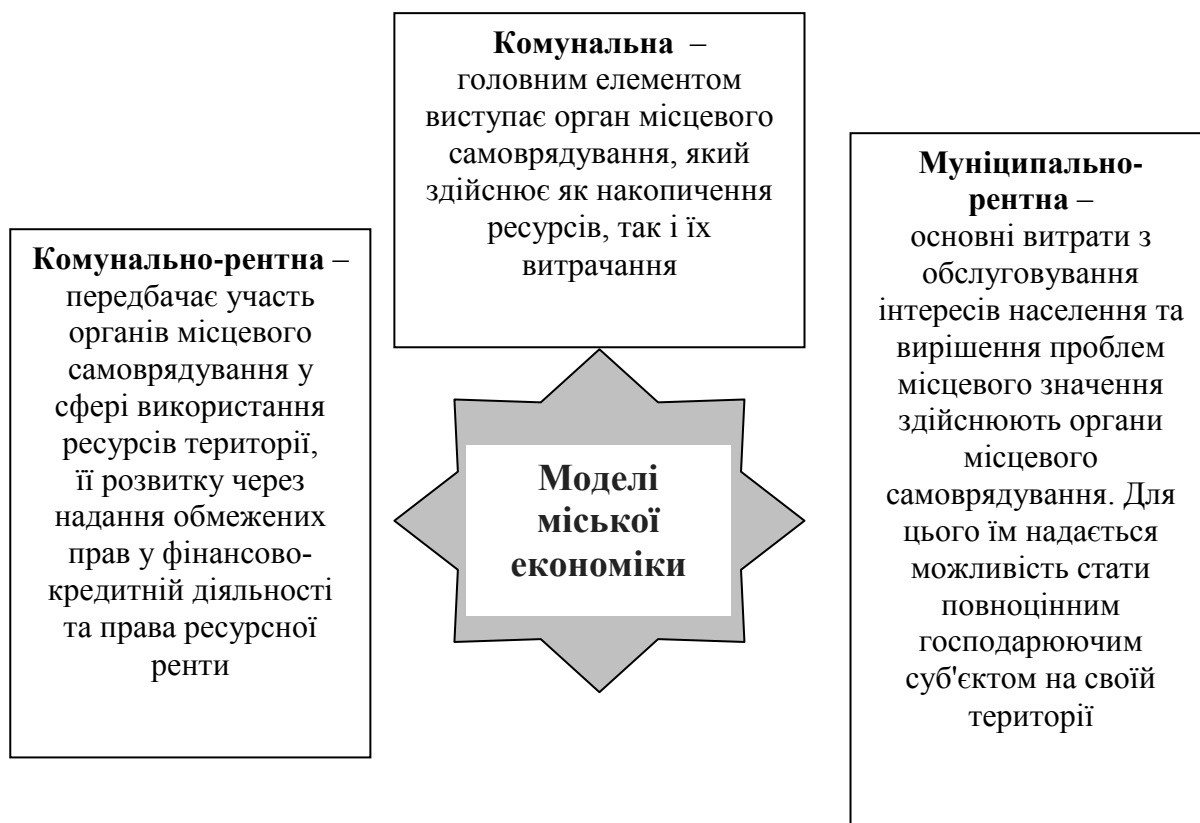 Комунальна –
головним елементом
виступає орган місцевого
самоврядування, який
здійснює як накопичення
ресурсів, так і їх
витрачання
Комунально-рентна –
передбачає участь
органів місцевого
самоврядування у
сфері використання
ресурсів території,
її розвитку через
надання обмежених
прав у фінансово-
кредитній діяльності
та права ресурсної
ренти
Моделі
міської
економіки
Муніципально-
рентна –
основні витрати з
обслуговування
інтересів населення та
вирішення проблем
місцевого значення
здійснюють органи
місцевого
самоврядування. Для
цього їм надається
можливість стати
повноцінним
господарюючим
суб'єктом на своїй
території